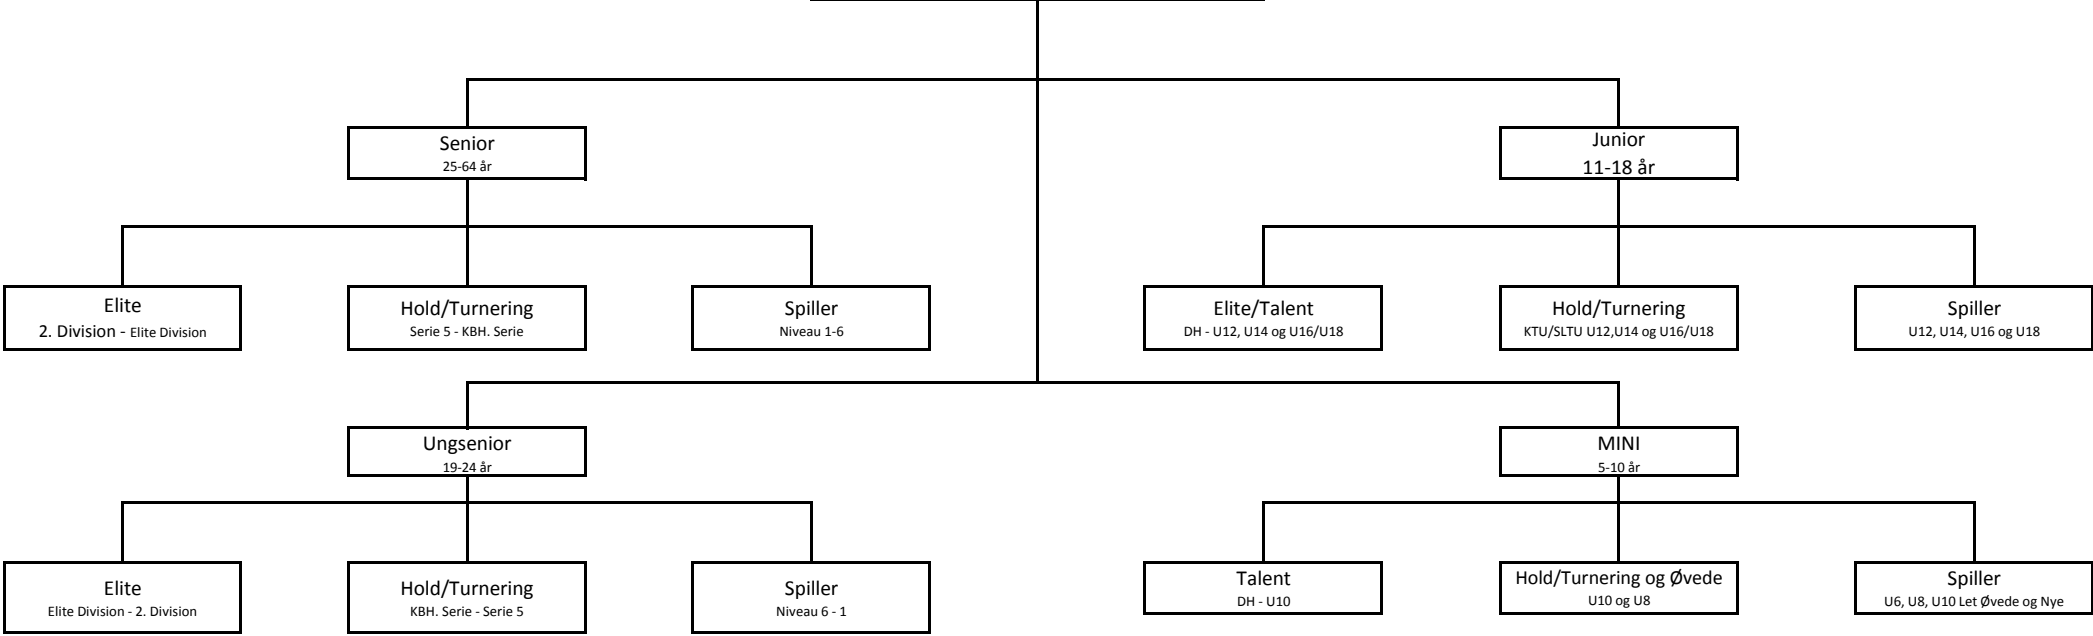 Senior
25-64 år
Junior
11-18 år
Elite
2. Division - Elite Division
Hold/Turnering
Serie 5 - KBH. Serie
Spiller
Niveau 1-6
Elite/Talent
DH - U12, U14 og U16/U18
Hold/Turnering
KTU/SLTU U12,U14 og U16/U18
Spiller
U12, U14, U16 og U18
Ungsenior
19-24 år
MINI
5-10 år
Elite
Elite Division - 2. Division
Hold/Turnering
KBH. Serie - Serie 5
Spiller
Niveau 6 - 1
Talent
DH - U10
Hold/Turnering og Øvede
U10 og U8
Spiller
U6, U8, U10 Let Øvede og Nye